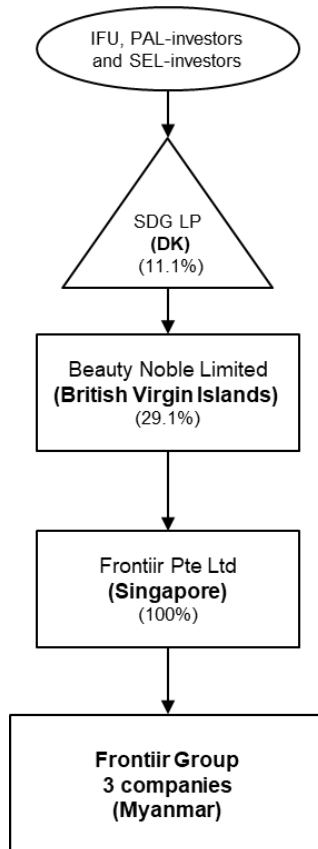 IFU, PAL-investors
and SEL-investors
SDG LP
(DK)
(11.1%)
Beauty Noble Limited
(British Virgin Islands)
(29.1%)
Frontiir Pte Ltd
(Singapore)
(100%)
Frontiir Group
3 companies
(Myanmar)